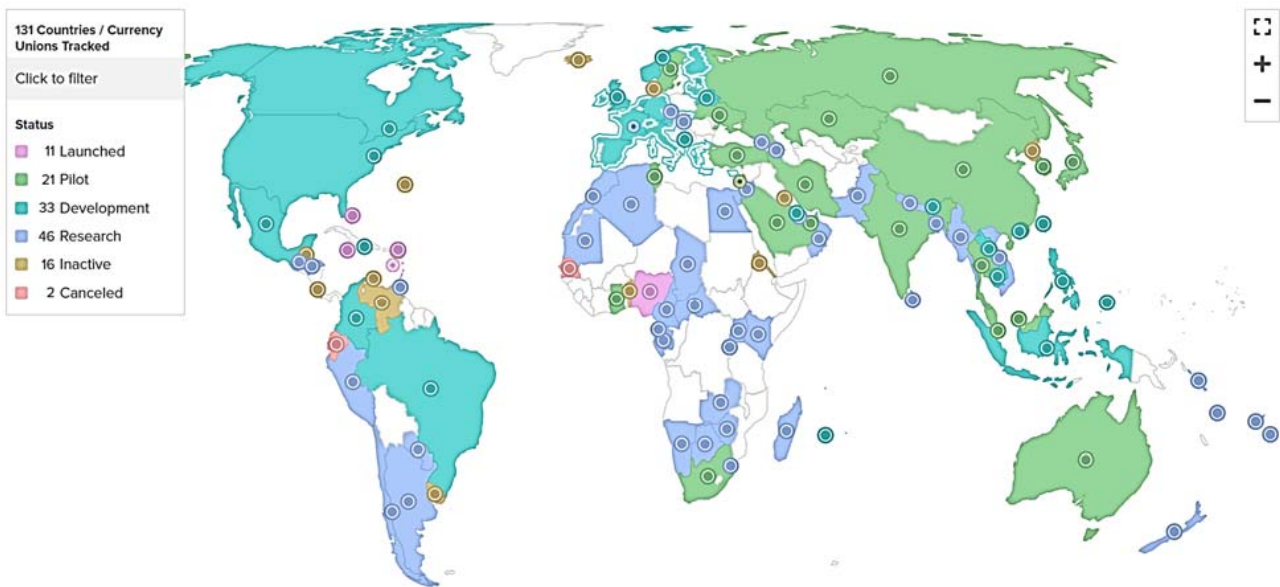 131 Countries / Currency
Unions Tracked
Click to filter
Status
11 Launched
21 Pilot
33 Development
46 Research
16 Inactive
2 Canceled
+
−